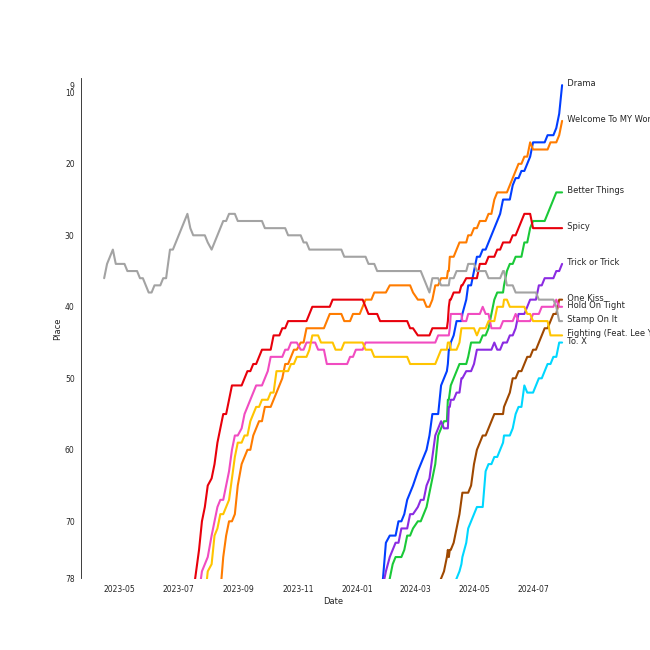 9
10
20
30
40
50
60
70
78
Place
2023-05
2023-07
2023-09
2023-11
2024-01
2024-03
2024-05
2024-07
Date
Drama
Welcome To MY Wor
Better Things
Spicy
Trick or Trick
One Kiss
Hold On Tight
Stamp On It
Fighting (Feat. Lee Y
To. X